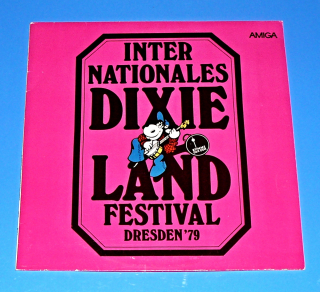 AMIGA
INTER
NATIONALES
DIXIE
LAND
FESTIVAL
DRESDEN '79